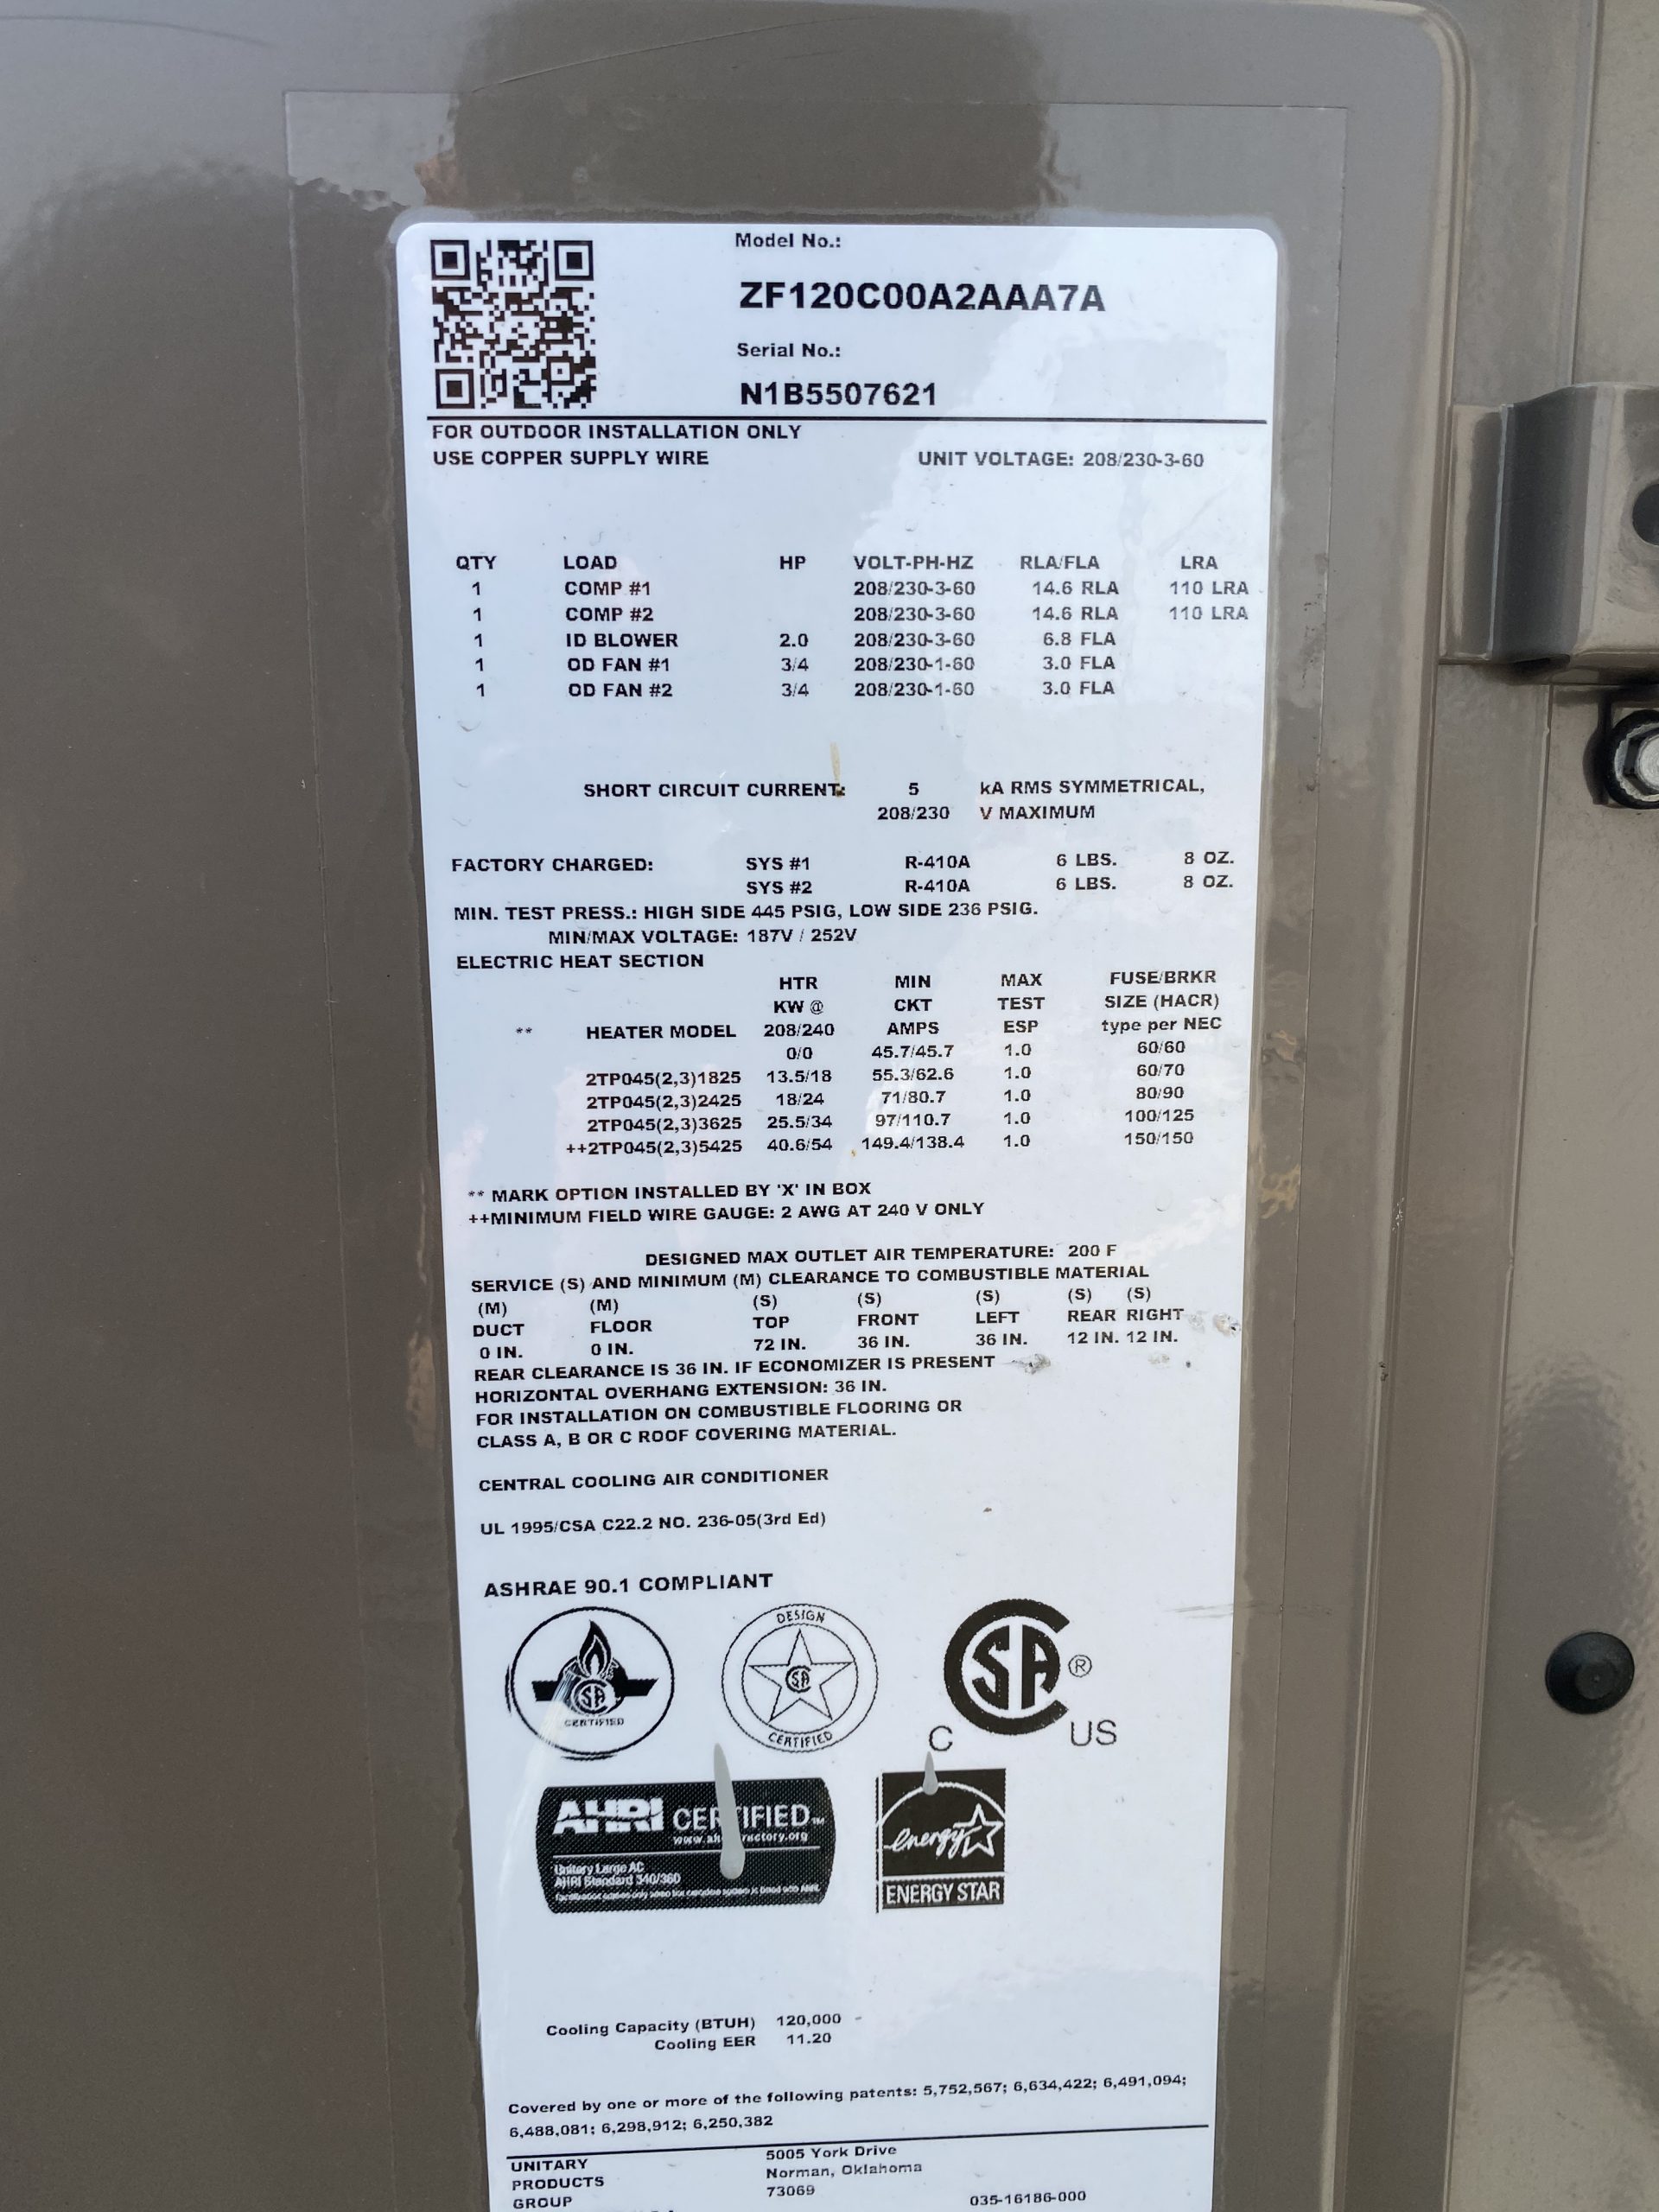 Model No.:
ZF120C00A2AAA7A
Serial No.:
N1B5507621
FOR OUTDOOR INSTALLATION ONLY
USE COPPER SUPPLY WIRE UNIT VOLTAGE: 208/230-3-60
QTY LOAD HP VOLT-PH-HZ RLA/FLA LRA
1 COMP #1 208/230-3-60 14.6 RLA 110 LRA
1 COMP #2 208/230-3-60 14.6 RLA 110 LRA
1 ID BLOWER 2.0 208/230-3-60 6.8 FLA
1 OD FAN #1 3/4 208/230-1-60 3.0 FLA
1 OD FAN #2 3/4 208/230-1-60 3.0 FLA
SHORT CIRCUIT CURRENT: 5 kA RMS SYMMETRICAL,
208/230 V MAXIMUM
FACTORY CHARGED: SYS #1 R-410A 6 LBS. 8 OZ.
SYS #2 R-410A 6 LBS. 8 OZ.
MIN. TEST PRESS.: HIGH SIDE 445 PSIG, LOW SIDE 236 PSIG.
MIN/MAX VOLTAGE: 187V / 252V
ELECTRIC HEAT SECTION
HTR MIN MAX FUSE/BRKR
KW @ CKT TEST SIZE (HACR)
** HEATER MODEL 208/240 AMPS ESP type per NEC
0/0 45.7/45.7 1.0 60/60
2TP045(2,3)1825 13.5/18 55.3/62.6 1.0 60/70
2TP045(2,3)2425 18/24 71/80.7 1.0 80/90
2TP045(2,3)3625 25.5/34 97/110.7 1.0 100/125
++2TP045(2,3)5425 40.6/54 149.4/138.4 1.0 150/150
** MARK OPTION INSTALLED BY 'X' IN BOX
++MINIMUM FIELD WIRE GAUGE: 2 AWG AT 240 V ONLY
DESIGNED MAX OUTLET AIR TEMPERATURE: 200 F
SERVICE (S) AND MINIMUM (M) CLEARANCE TO COMBUSTIBLE MATERIAL
(M) (M) (S) (S) (S) (S) (S)
DUCT FLOOR TOP FRONT LEFT REAR RIGHT
0 IN. 0 IN. 72 IN. 36 IN. 36 IN. 12 IN. 12 IN.
REAR CLEARANCE IS 36 IN. IF ECONOMIZER IS PRESENT
HORIZONTAL OVERHANG EXTENSION: 36 IN.
FOR INSTALLATION ON COMBUSTIBLE FLOORING OR
CLASS A, B OR C ROOF COVERING MATERIAL.
CENTRAL COOLING AIR CONDITIONER
UL 1995/CSA C22.2 NO. 236-05(3rd Ed)
ASHRAE 90.1 COMPLIANT
SA CERTIFIED
DESIGN SA CERTIFIED
CSA ® C US
AHRI CERTIFIED™
www.ahridirectory.org
Unitary Large AC
AHRI Standard 340/360
energy
ENERGY STAR
Cooling Capacity (BTUH) 120,000
Cooling EER 11.20
Covered by one or more of the following patents: 5,752,567; 6,634,422; 6,491,094;
6,488,081; 6,298,912; 6,250,382
UNITARY 5005 York Drive
PRODUCTS Norman, Oklahoma
GROUP 73069
035-16186-000